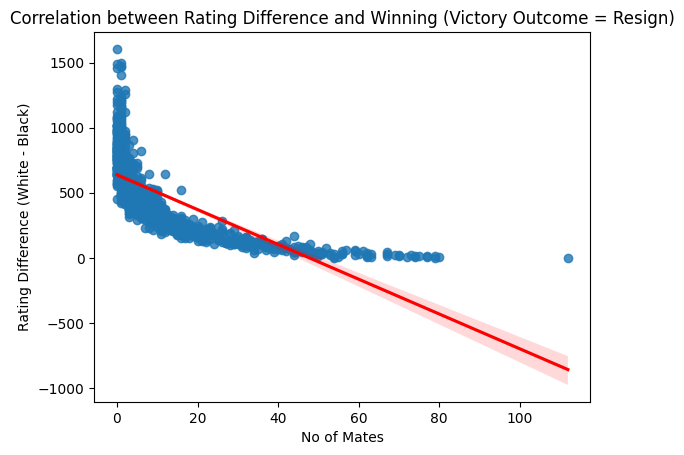 Correlation between Rating Difference and Winning (Victory Outcome = Resign)
Rating Difference (White - Black)
1500
1000
500
0
−500
−1000
0 20 40 60 80 100
No of Mates